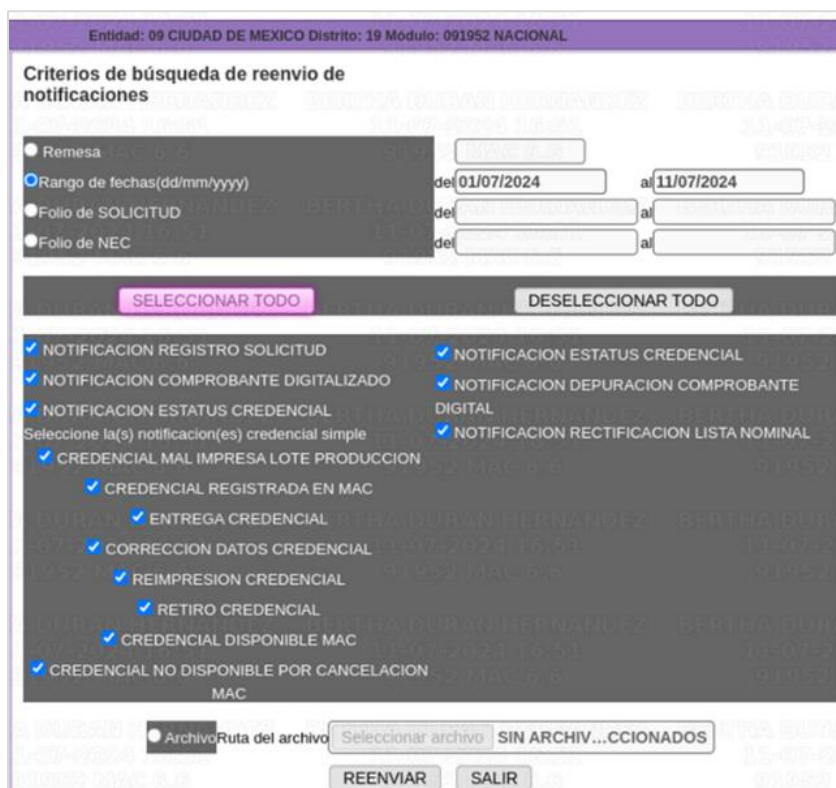 Entidad: 09 CIUDAD DE MEXICO Distrito: 19 Módulo: 091952 NACIONAL
Criterios de búsqueda de reenvio de
notificaciones
Remesa
Rango de fechas(dd/mm/yyyy) del 01/07/2024 al 11/07/2024
Folio de SOLICITUD del al
Folio de NEC del al
SELECCIONAR TODO DESELECCIONAR TODO
NOTIFICACION REGISTRO SOLICITUD
NOTIFICACION COMPROBANTE DIGITALIZADO
NOTIFICACION ESTATUS CREDENCIAL
Seleccione la(s) notificacion(es) credencial simple
CREDENCIAL MAL IMPRESA LOTE PRODUCCION
CREDENCIAL REGISTRADA EN MAC
ENTREGA CREDENCIAL
CORRECCION DATOS CREDENCIAL
REIMPRESION CREDENCIAL
RETIRO CREDENCIAL
CREDENCIAL DISPONIBLE MAC
CREDENCIAL NO DISPONIBLE POR CANCELACION
MAC
NOTIFICACION ESTATUS CREDENCIAL
NOTIFICACION DEPURACION COMPROBANTE
DIGITAL
NOTIFICACION RECTIFICACION LISTA NOMINAL
Archivo Ruta del archivo Seleccionar archivo SIN ARCHIV...CCIONADOS
REENVIAR SALIR